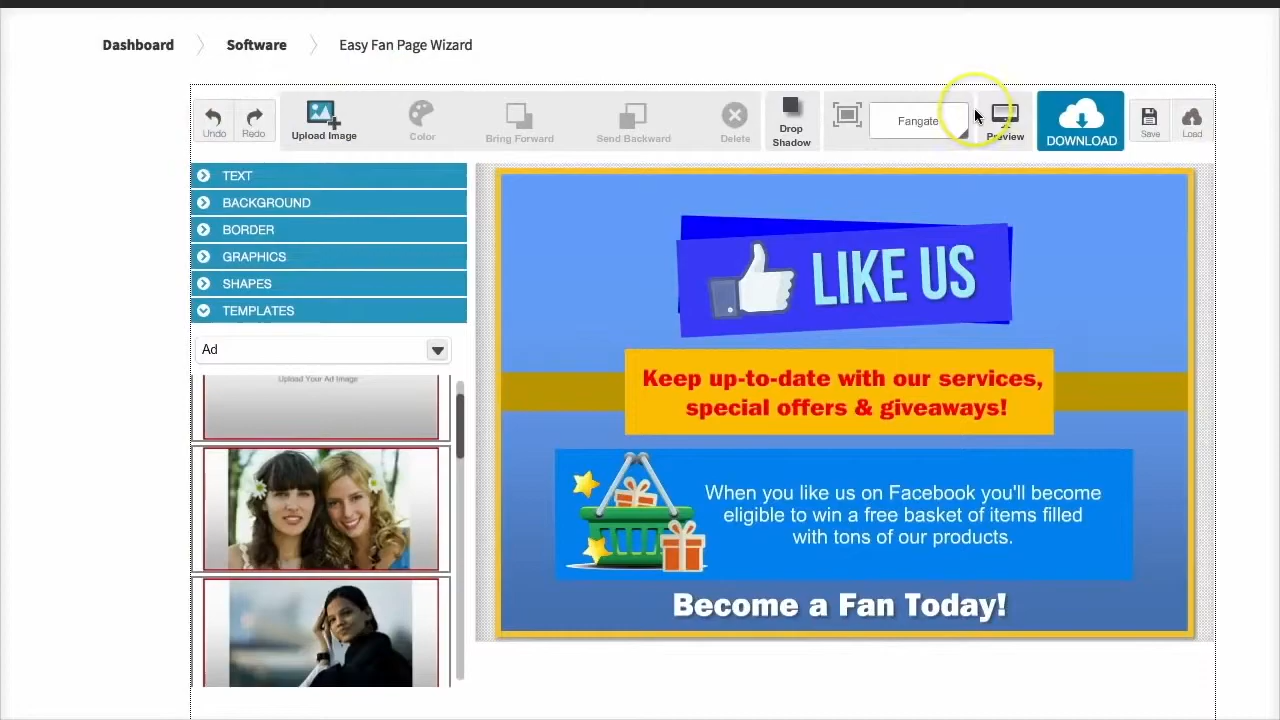 Dashboard
Software
Easy Fan Page Wizard
Undo
Redo
Upload Image
Color
Bring Forward
Send Backward
Delete
Drop
Shadow
Fangate
Preview
DOWNLOAD
Save
Load
TEXT
BACKGROUND
BORDER
GRAPHICS
SHAPES
TEMPLATES
Ad
Upload Your Ad Image
LIKE US
Keep up-to-date with our services,
special offers & giveaways!
When you like us on Facebook you'll become
eligible to win a free basket of items filled
with tons of our products.
Become a Fan Today!